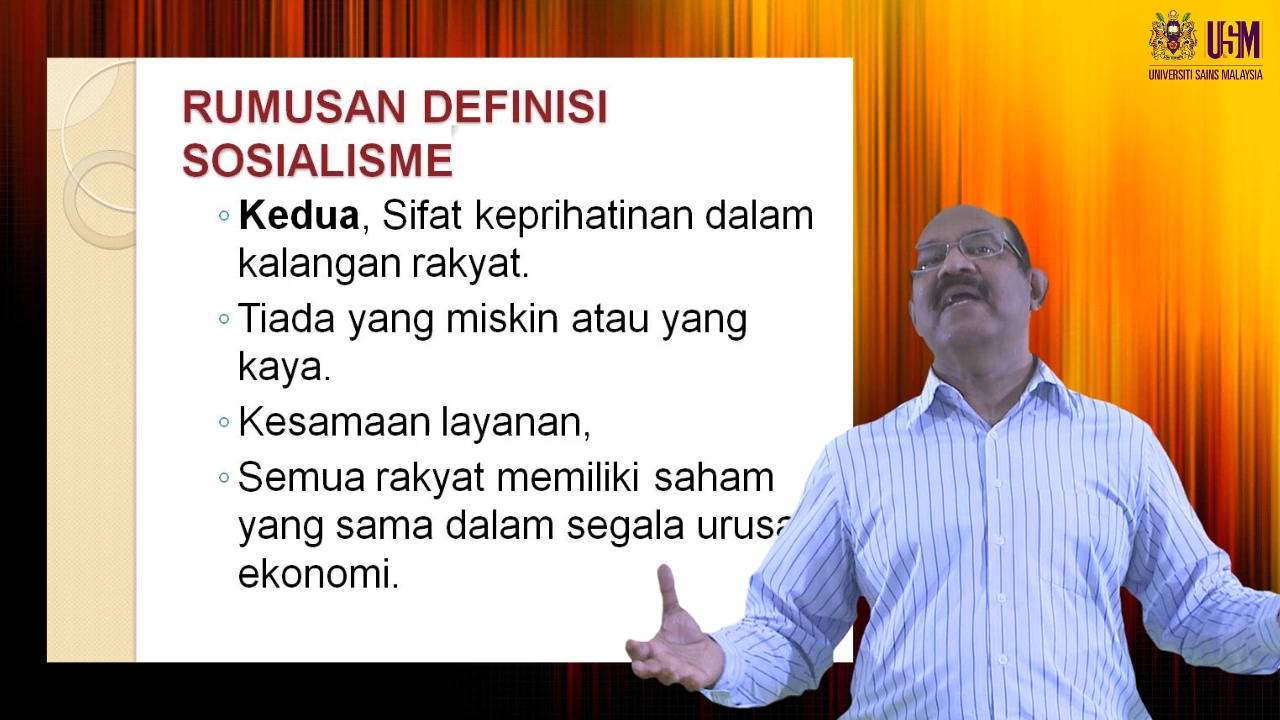 USM
UNIVERSITI SAINS MALAYSIA
RUMUSAN DEFINISI
SOSIALISME
Kedua, Sifat keprihatinan dalam
kalangan rakyat.
Tiada yang miskin atau yang
kaya.
Kesamaan layanan,
Semua rakyat memiliki saham
yang sama dalam segala
ekonomi.